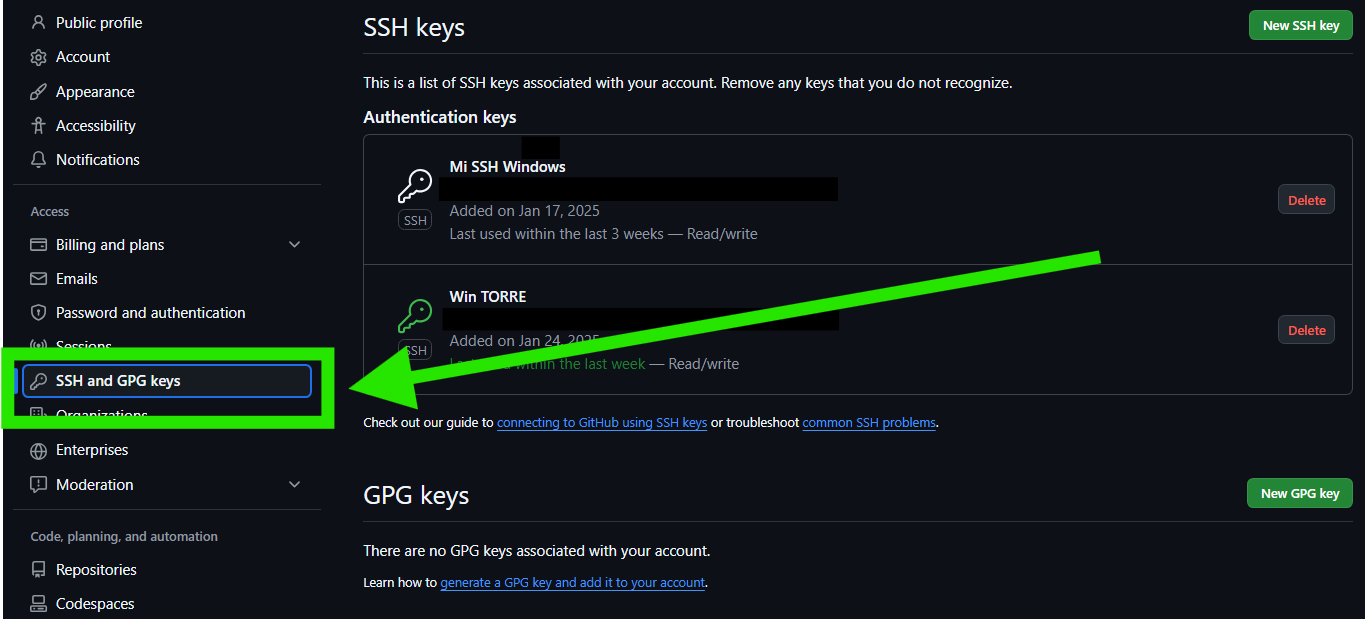 Public profile
Account
Appearance
Accessibility
Notifications
Access
Billing and plans
Emails
Password and authentication
Sessions
SSH and GPG keys
Organizations
Enterprises
Moderation
Code, planning, and automation
Repositories
Codespaces
SSH keys
New SSH key
This is a list of SSH keys associated with your account. Remove any keys that you do not recognize.
Authentication keys
Mi SSH Windows
SSH
Added on Jan 17, 2025
Last used within the last 3 weeks — Read/write
Delete
Win TORRE
SSH
Added on Jan 24, 2025
within the last week — Read/write
Delete
Check out our guide to connecting to GitHub using SSH keys or troubleshoot common SSH problems.
GPG keys
New GPG key
There are no GPG keys associated with your account.
Learn how to generate a GPG key and add it to your account.